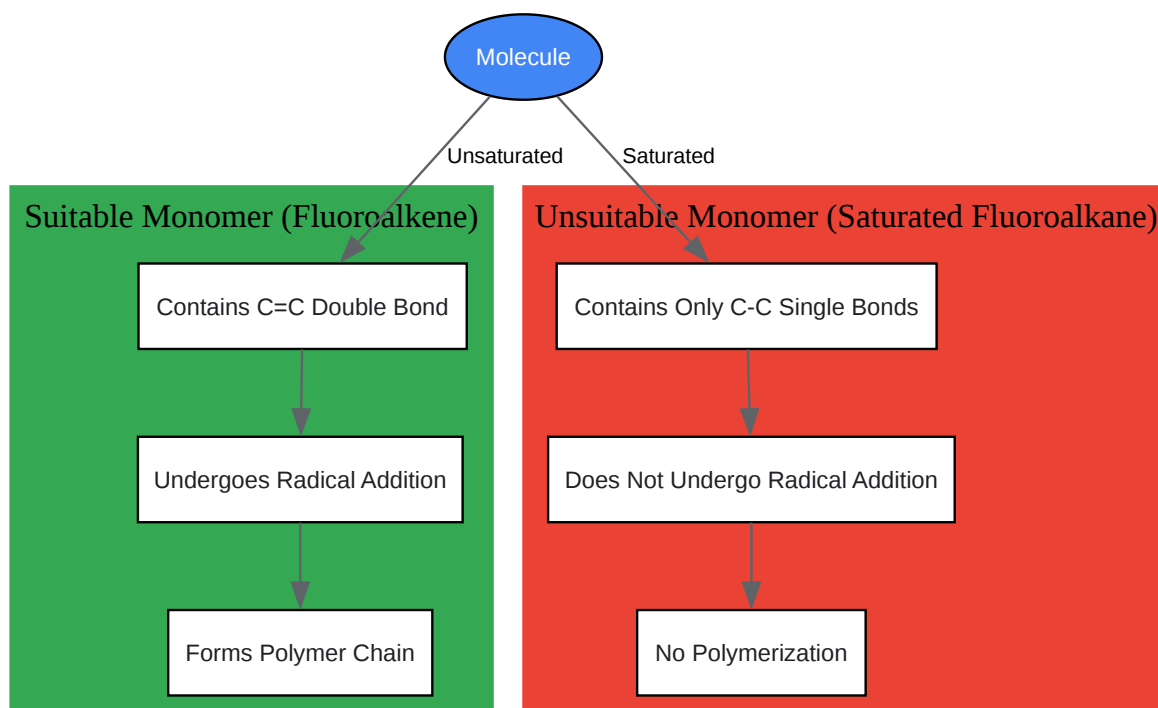 Molecule
Unsaturated
Saturated
Suitable Monomer (Fluoroalkene)
Unsuitable Monomer (Saturated Fluoroalkane)
Contains C=C Double Bond
Contains Only C-C Single Bonds
Undergoes Radical Addition
Does Not Undergo Radical Addition
Forms Polymer Chain
No Polymerization